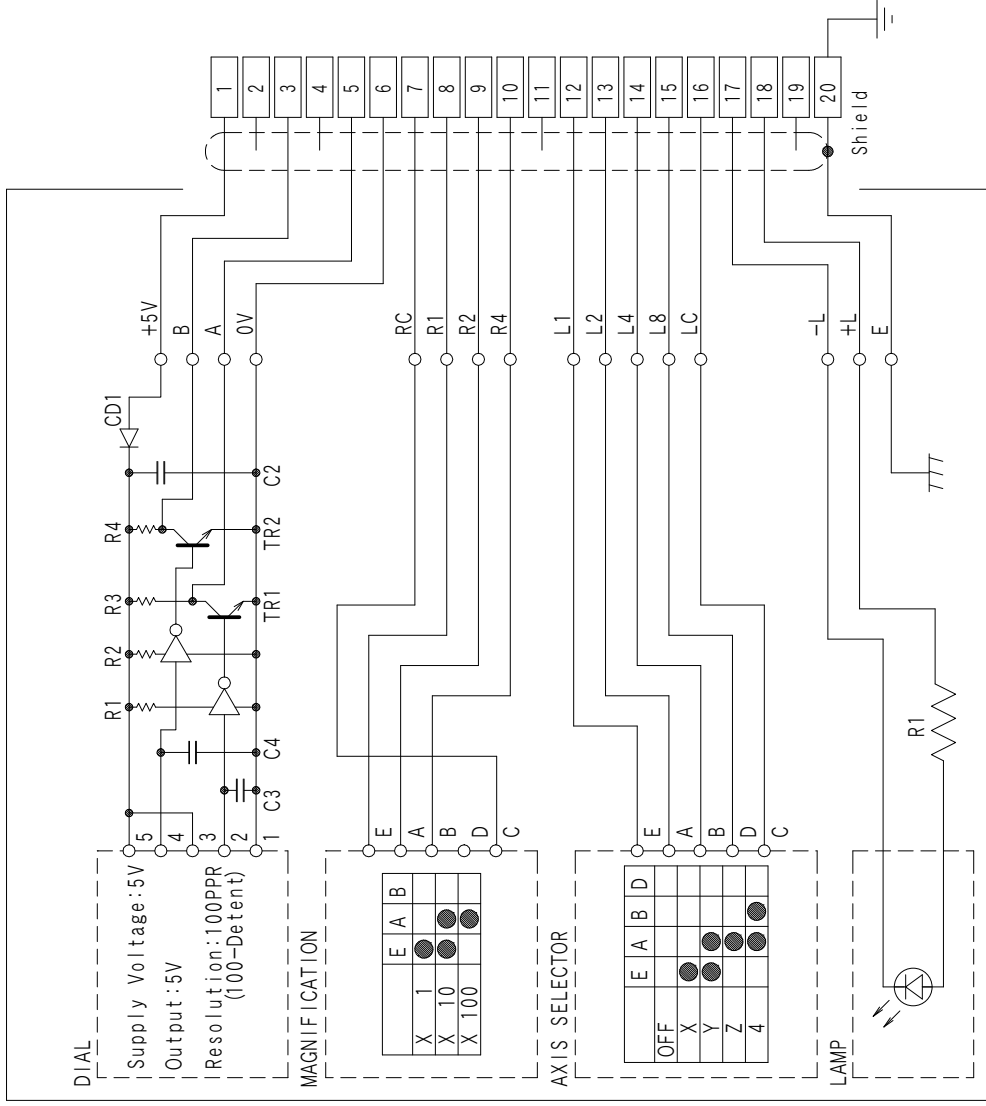 DIAL
Supply Voltage:5V
Output:5V
Resolution:100PPR
(100-Detent)
5
4
3
2
1
R1
R2
R3
R4
CD1
C3
C4
TR1
TR2
C2
+5V
B
A
0V
MAGNIFICATION
E A B
X 1
X 10
X 100
E
A
B
D
C
RC
R1
R2
R4
AXIS SELECTOR
E A B D
OFF
X
Y
Z
4
E
A
B
D
C
L1
L2
L4
L8
LC
LAMP
R1
-L
+L
E
1
2
3
4
5
6
7
8
9
10
11
12
13
14
15
16
17
18
19
20
Shield